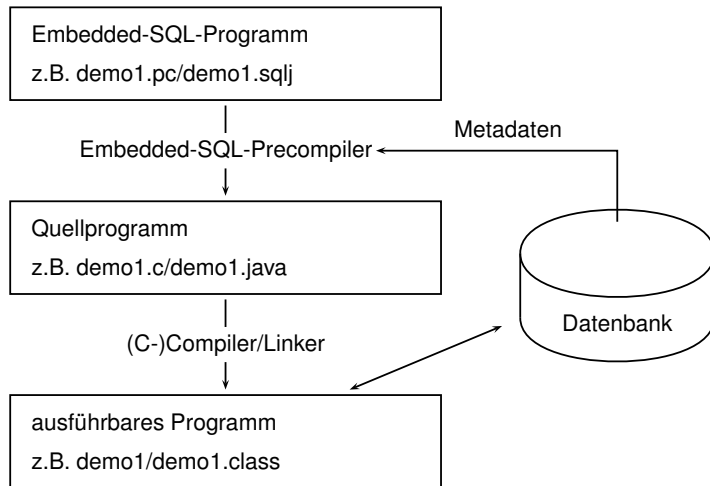 Embedded-SQL-Programm
z.B. demo1.pc/demo1.sqlj
Metadaten
Embedded-SQL-Precompiler
Quellprogramm
z.B. demo1.c/demo1.java
Datenbank
(C-)Compiler/Linker
ausführbares Programm
z.B. demo1/demo1.class